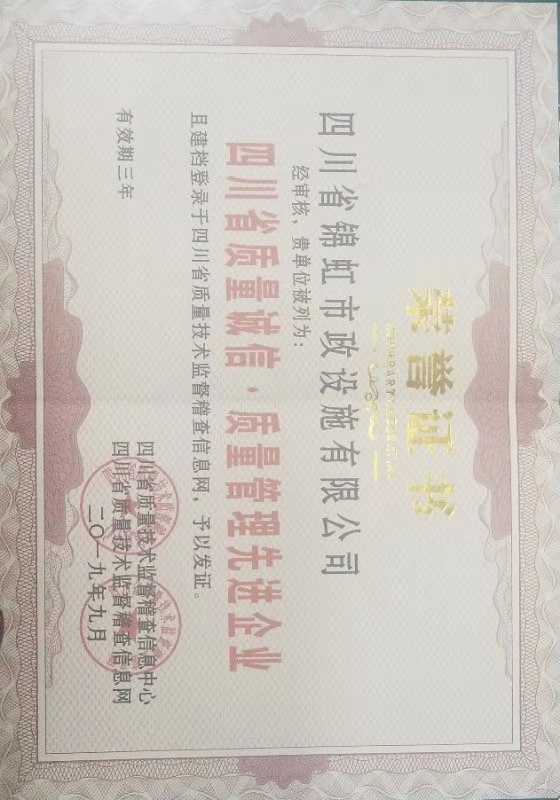 荣誉证书
四川省锦虹市政设施有限公司
经审核，贵单位被列为：
四川省质量诚信·质量管理先进企业
且建档登录于四川省质量技术监督稽查信息网，予以发证。
有效期三年
四川省质量技术监督稽查信息中心
四川省质量技术监督稽查信息网
二〇一九年九月